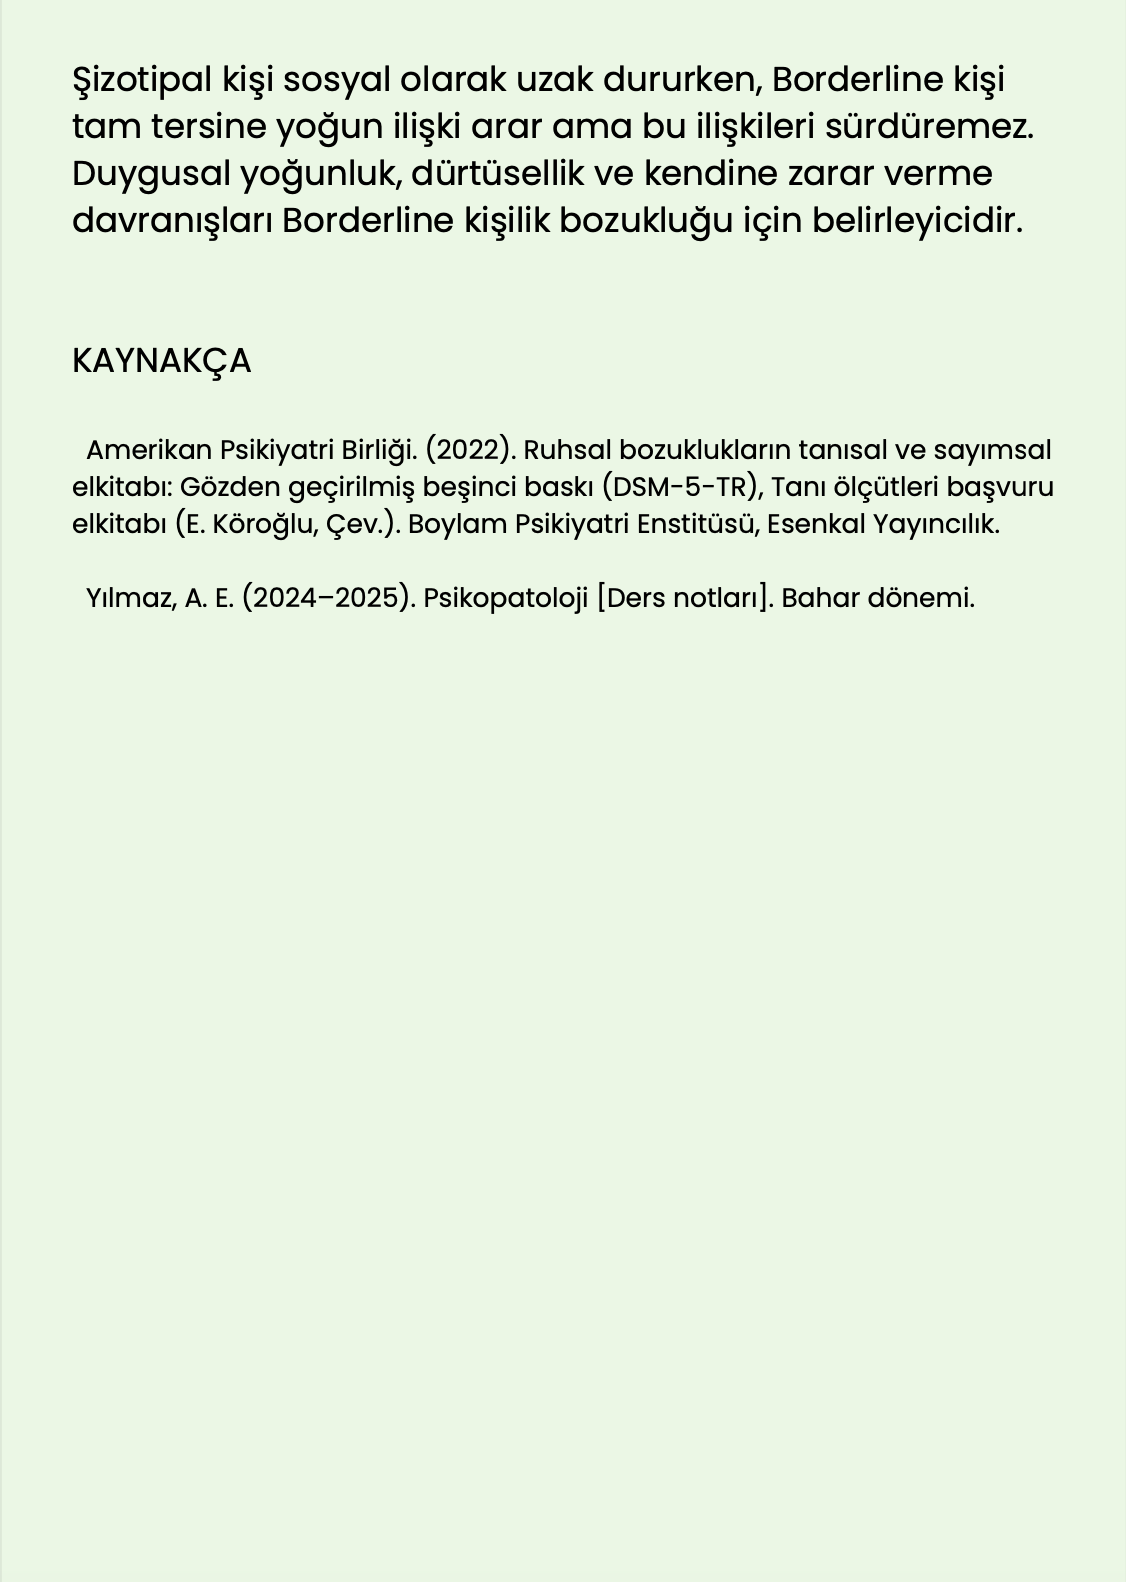 Şizotipal kişi sosyal olarak uzak dururken, Borderline kişi
tam tersine yoğun ilişki arar ama bu ilişkileri sürdüremez.
Duygusal yoğunluk, dürtüsellik ve kendine zarar verme
davranışları Borderline kişilik bozukluğu için belirleyicidir.
KAYNAKÇA
Amerikan Psikiyatri Birliği. (2022). Ruhsal bozuklukların tanısal ve sayımsal
elkitabı: Gözden geçirilmiş beşinci baskı (DSM-5-TR), Tanı ölçütleri başvuru
elkitabı (E. Köroğlu, Çev.). Boylam Psikiyatri Enstitüsü, Esenkal Yayıncılık.
Yılmaz, A. E. (2024–2025). Psikopatoloji [Ders notları]. Bahar dönemi.